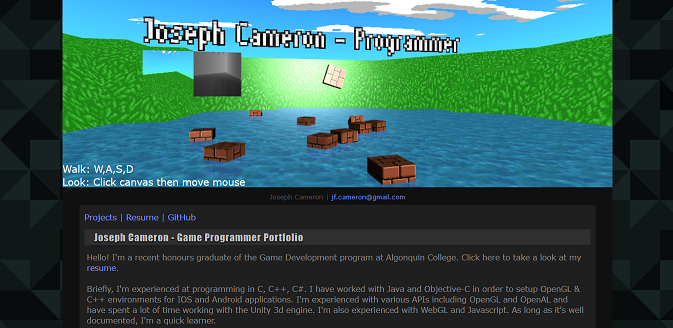 Joseph Cameron - Programmer
Walk: W,A,S,D
Look: Click canvas then move mouse
Joseph Cameron | jf.cameron@gmail.com
Projects | Resume | GitHub
Joseph Cameron - Game Programmer Portfolio
Hello! I'm a recent honours graduate of the Game Development program at Algonquin College. Click here to take a look at my
resume.
Briefly, I'm experienced at programming in C, C++, C#. I have worked with Java and Objective-C in order to setup OpenGL &
C++ environments for IOS and Android applications. I'm experienced with various APIs including OpenGL and OpenAL and
have spent a lot of time working with the Unity 3d engine. I'm also experienced with WebGL and Javascript. As long as it's well
documented, I'm a quick learner.